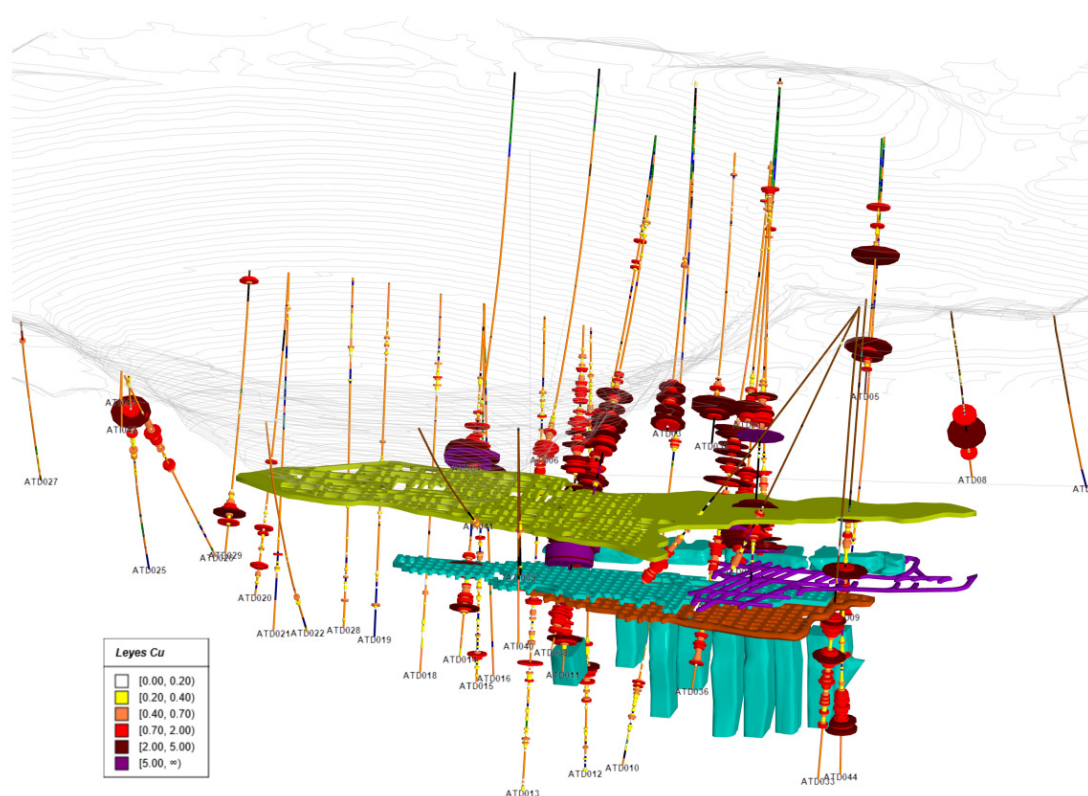 ATD05
ATD03
ATD08
ATD027
ATD025
ATD029
ATD020
ATD021
ATD022
ATD028
ATD019
ATD018
ATD015
ATD016
ATD011
ATD036
ATD013
ATD012
ATD010
ATD033
ATD044
Leyes Cu
[0.00, 0.20)
[0.20, 0.40)
[0.40, 0.70)
[0.70, 2.00)
[2.00, 5.00)
[5.00, ∞)